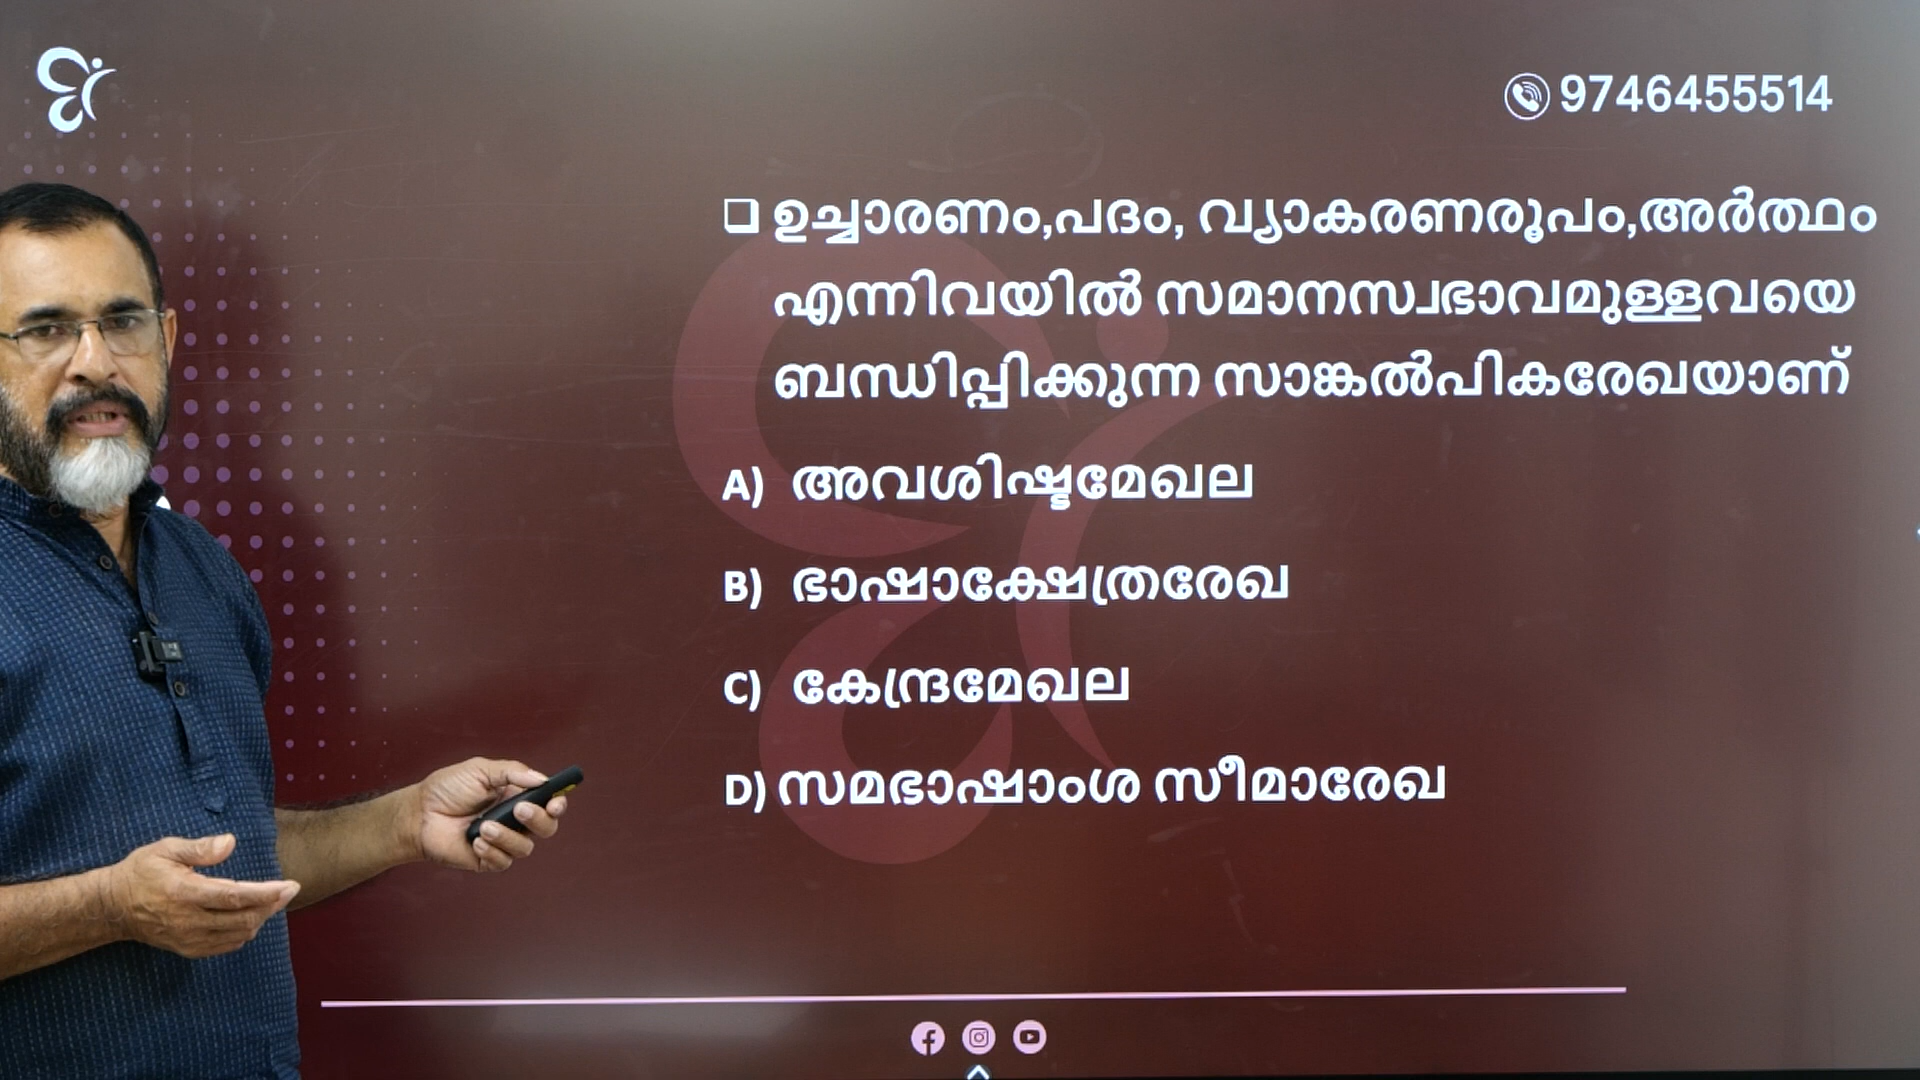 9746455514
❑ ഉച്ചാരണം,പദം, വ്യാകരണരൂപം,അർത്ഥം
എന്നിവയിൽ സമാനസ്വഭാവമുള്ളവയെ
ബന്ധിപ്പിക്കുന്ന സാങ്കൽപികരേഖയാണ്
A) അവശിഷ്ടമേഖല
B) ഭാഷാക്ഷേത്രരേഖ
C) കേന്ദ്രമേഖല
D) സമഭാഷാംശ സീമാരേഖ